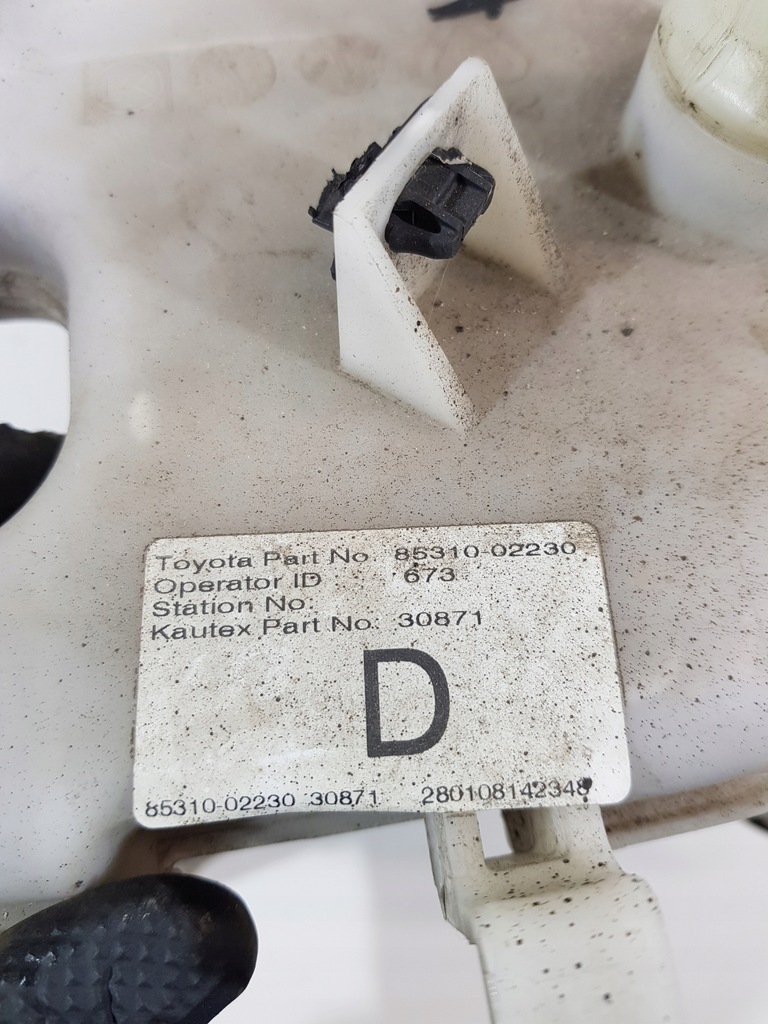 Toyota Part No. 85310-02230
Operator ID : 673
Station No:
Kautex Part No: 30871
D
85310-02230 30871 280108142348